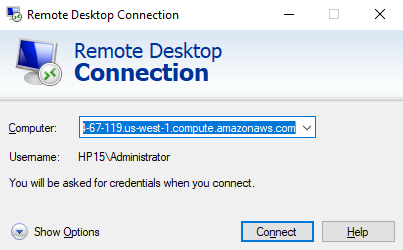 Remote Desktop Connection
Remote Desktop
Connection
Computer: 4-67-119.us-west-1.compute.amazonaws.com
Username: HP15\Administrator
You will be asked for credentials when you connect.
Show Options
Connect
Help